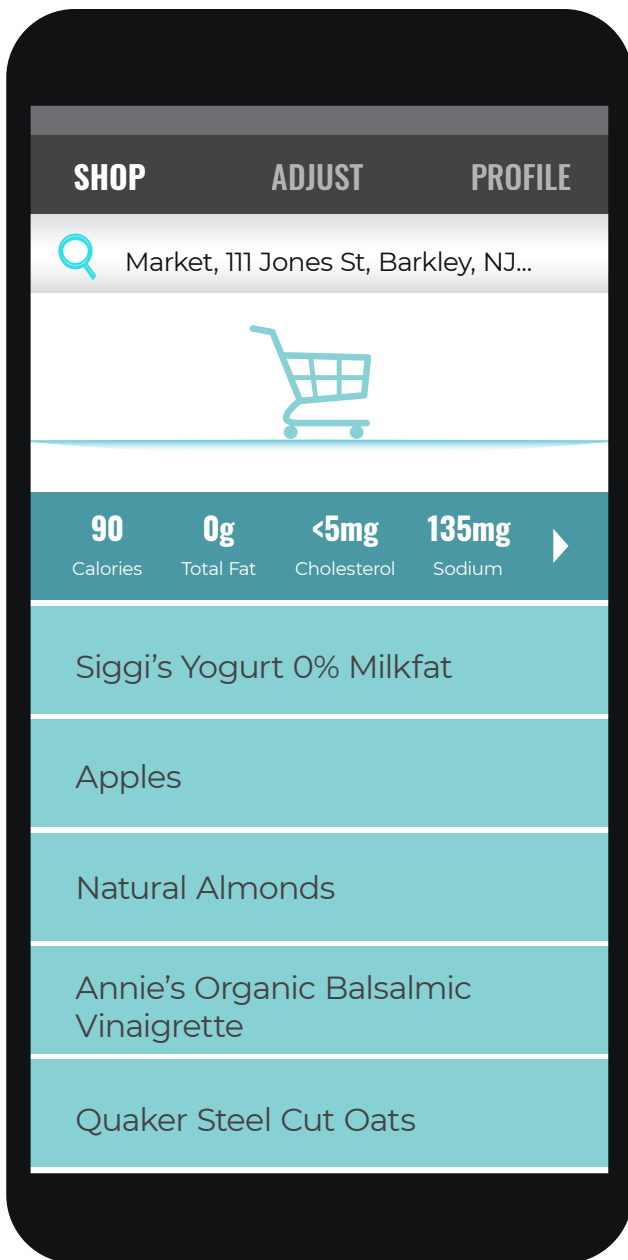 SHOP ADJUST PROFILE
Market, 111 Jones St, Barkley, NJ...
90 0g <5mg 135mg
Calories Total Fat Cholesterol Sodium
Siggi’s Yogurt 0% Milkfat
Apples
Natural Almonds
Annie’s Organic Balsalmic
Vinaigrette
Quaker Steel Cut Oats